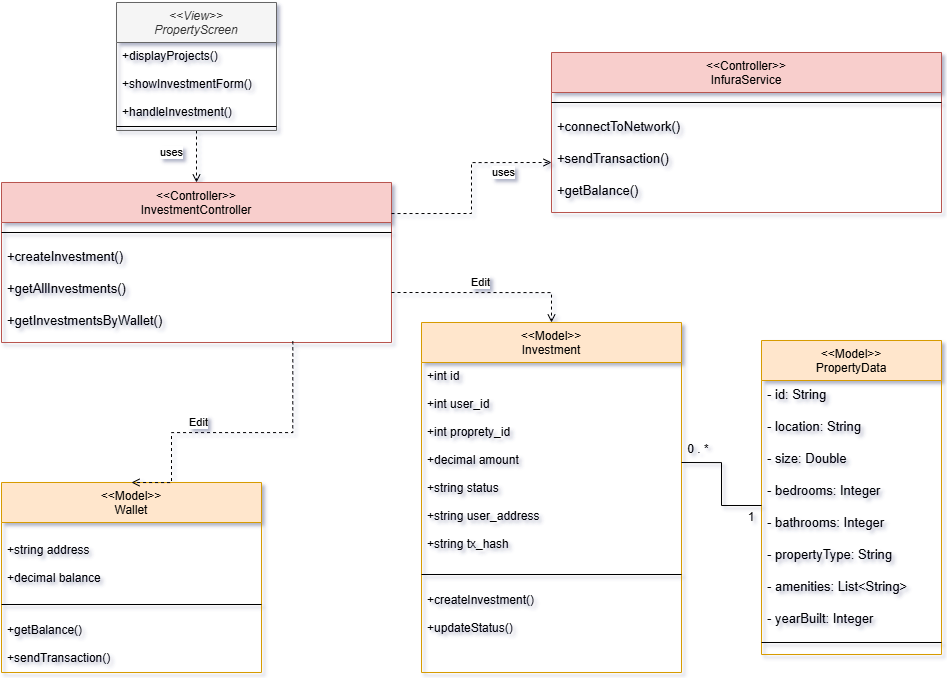 <<View>>
PropertyScreen
+displayProjects()
+showInvestmentForm()
+handleInvestment()
uses
<<Controller>>
InfuraService
+connectToNetwork()
+sendTransaction()
+getBalance()
uses
<<Controller>>
InvestmentController
+createInvestment()
+getAllInvestments()
+getInvestmentsByWallet()
Edit
<<Model>>
Investment
+int id
+int user_id
+int proprety_id
+decimal amount
+string status
+string user_address
+string tx_hash
+createInvestment()
+updateStatus()
0 . *
1
<<Model>>
PropertyData
- id: String
- location: String
- size: Double
- bedrooms: Integer
- bathrooms: Integer
- propertyType: String
- amenities: List<String>
- yearBuilt: Integer
Edit
<<Model>>
Wallet
+string address
+decimal balance
+getBalance()
+sendTransaction()